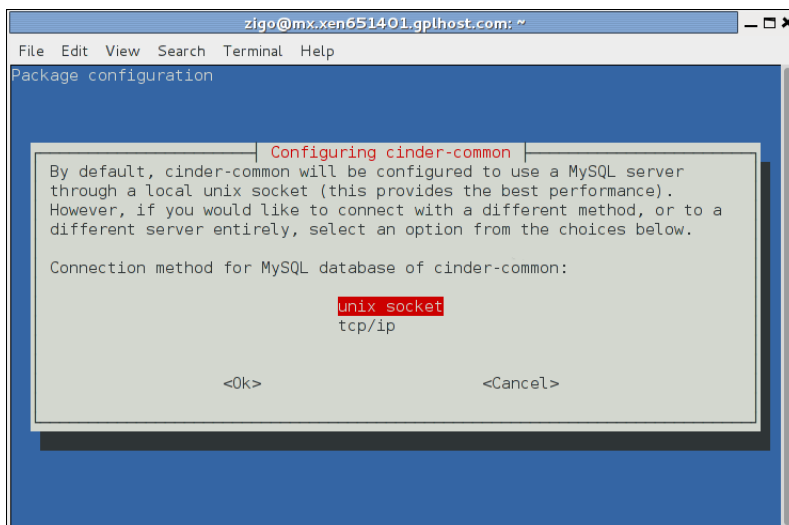 zigo@mx.xen651401.gplhost.com: ~
File Edit View Search Terminal Help
Package configuration
Configuring cinder-common
By default, cinder-common will be configured to use a MySQL server
through a local unix socket (this provides the best performance).
However, if you would like to connect with a different method, or to a
different server entirely, select an option from the choices below.
Connection method for MySQL database of cinder-common:
unix socket
tcp/ip
<Ok> <Cancel>